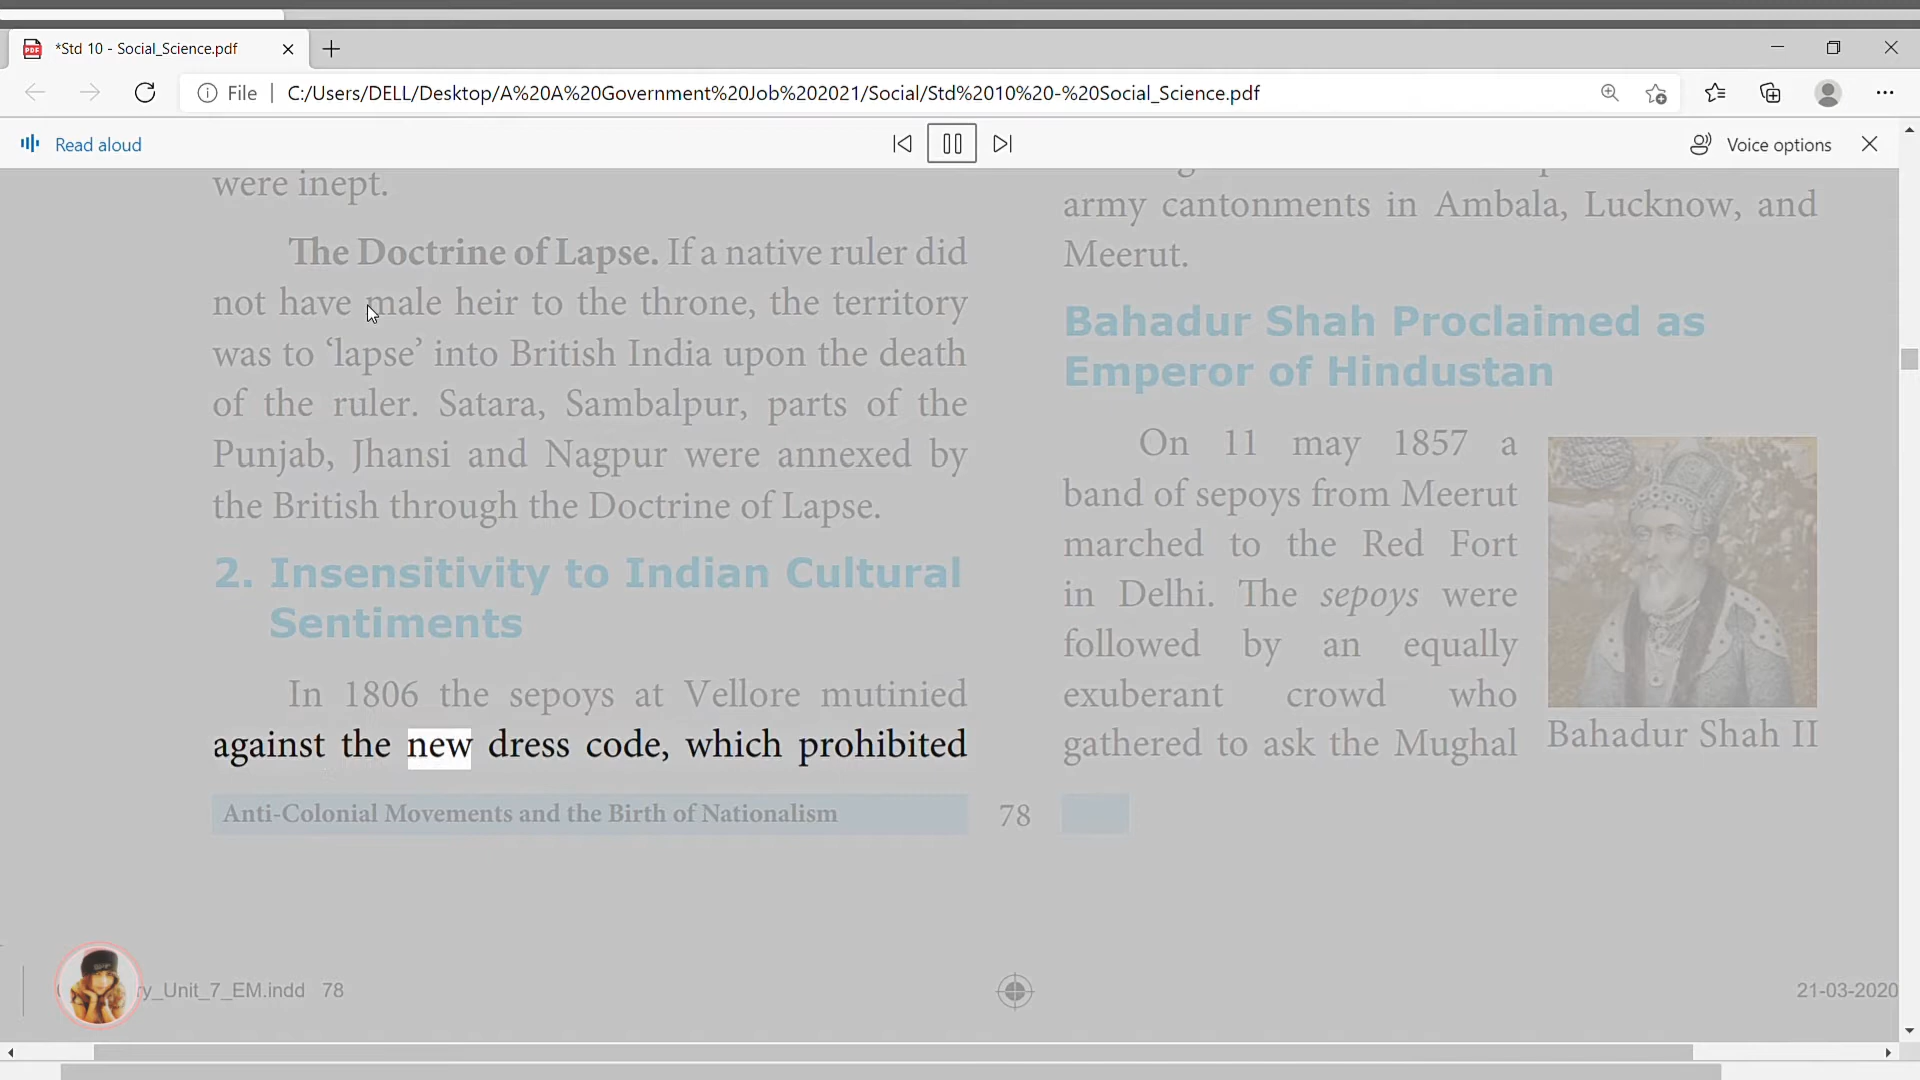 *Std 10 - Social_Science.pdf
File
C:/Users/DELL/Desktop/A%20A%20Government%20Job%202021/Social/Std%2010%20-%20Social_Science.pdf
Read aloud
Voice options
were inept.
The Doctrine of Lapse. If a native ruler did
not have male heir to the throne, the territory
was to ‘lapse’ into British India upon the death
of the ruler. Satara, Sambalpur, parts of the
Punjab, Jhansi and Nagpur were annexed by
the British through the Doctrine of Lapse.
2. Insensitivity to Indian Cultural
Sentiments
In 1806 the sepoys at Vellore mutinied
against the new dress code, which prohibited
Anti-Colonial Movements and the Birth of Nationalism
78
army cantonments in Ambala, Lucknow, and
Meerut.
Bahadur Shah Proclaimed as
Emperor of Hindustan
On 11 may 1857 a
band of sepoys from Meerut
marched to the Red Fort
in Delhi. The sepoys were
followed by an equally
exuberant crowd who
gathered to ask the Mughal
Bahadur Shah II
ry_Unit_7_EM.indd 78
21-03-2020